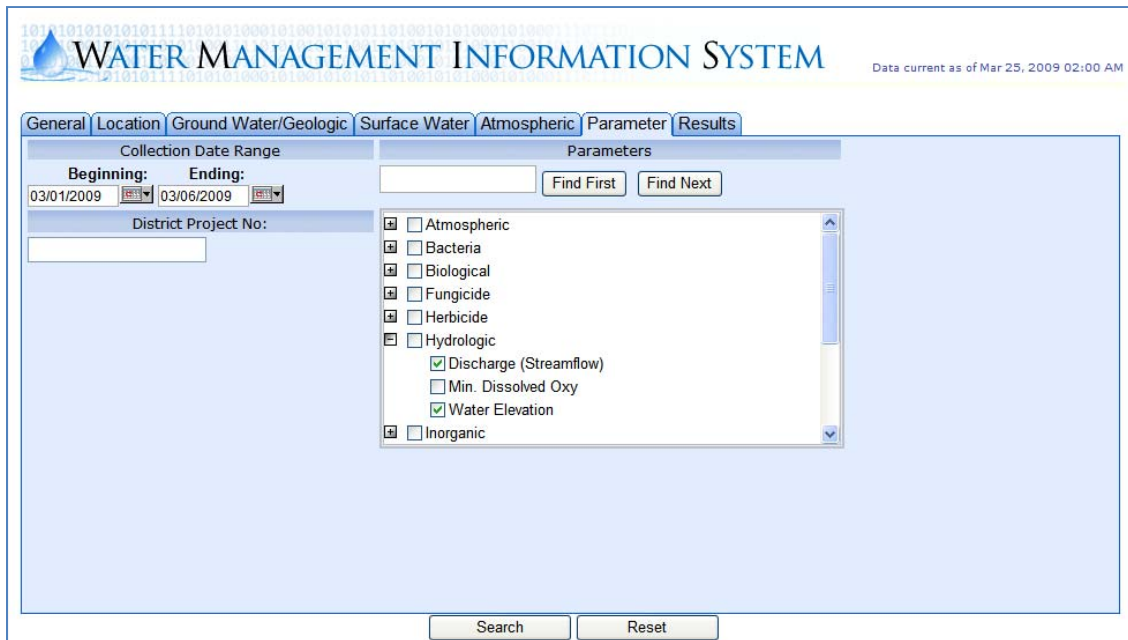 WATER MANAGEMENT INFORMATION SYSTEM
Data current as of Mar 25, 2009 02:00 AM
General Location Ground Water/Geologic Surface Water Atmospheric Parameter Results
Collection Date Range
Beginning: Ending:
03/01/2009 03/06/2009
District Project No:
Parameters
Find First Find Next
Atmospheric
Bacteria
Biological
Fungicide
Herbicide
Hydrologic
Discharge (Streamflow)
Min. Dissolved Oxy
Water Elevation
Inorganic
Search Reset